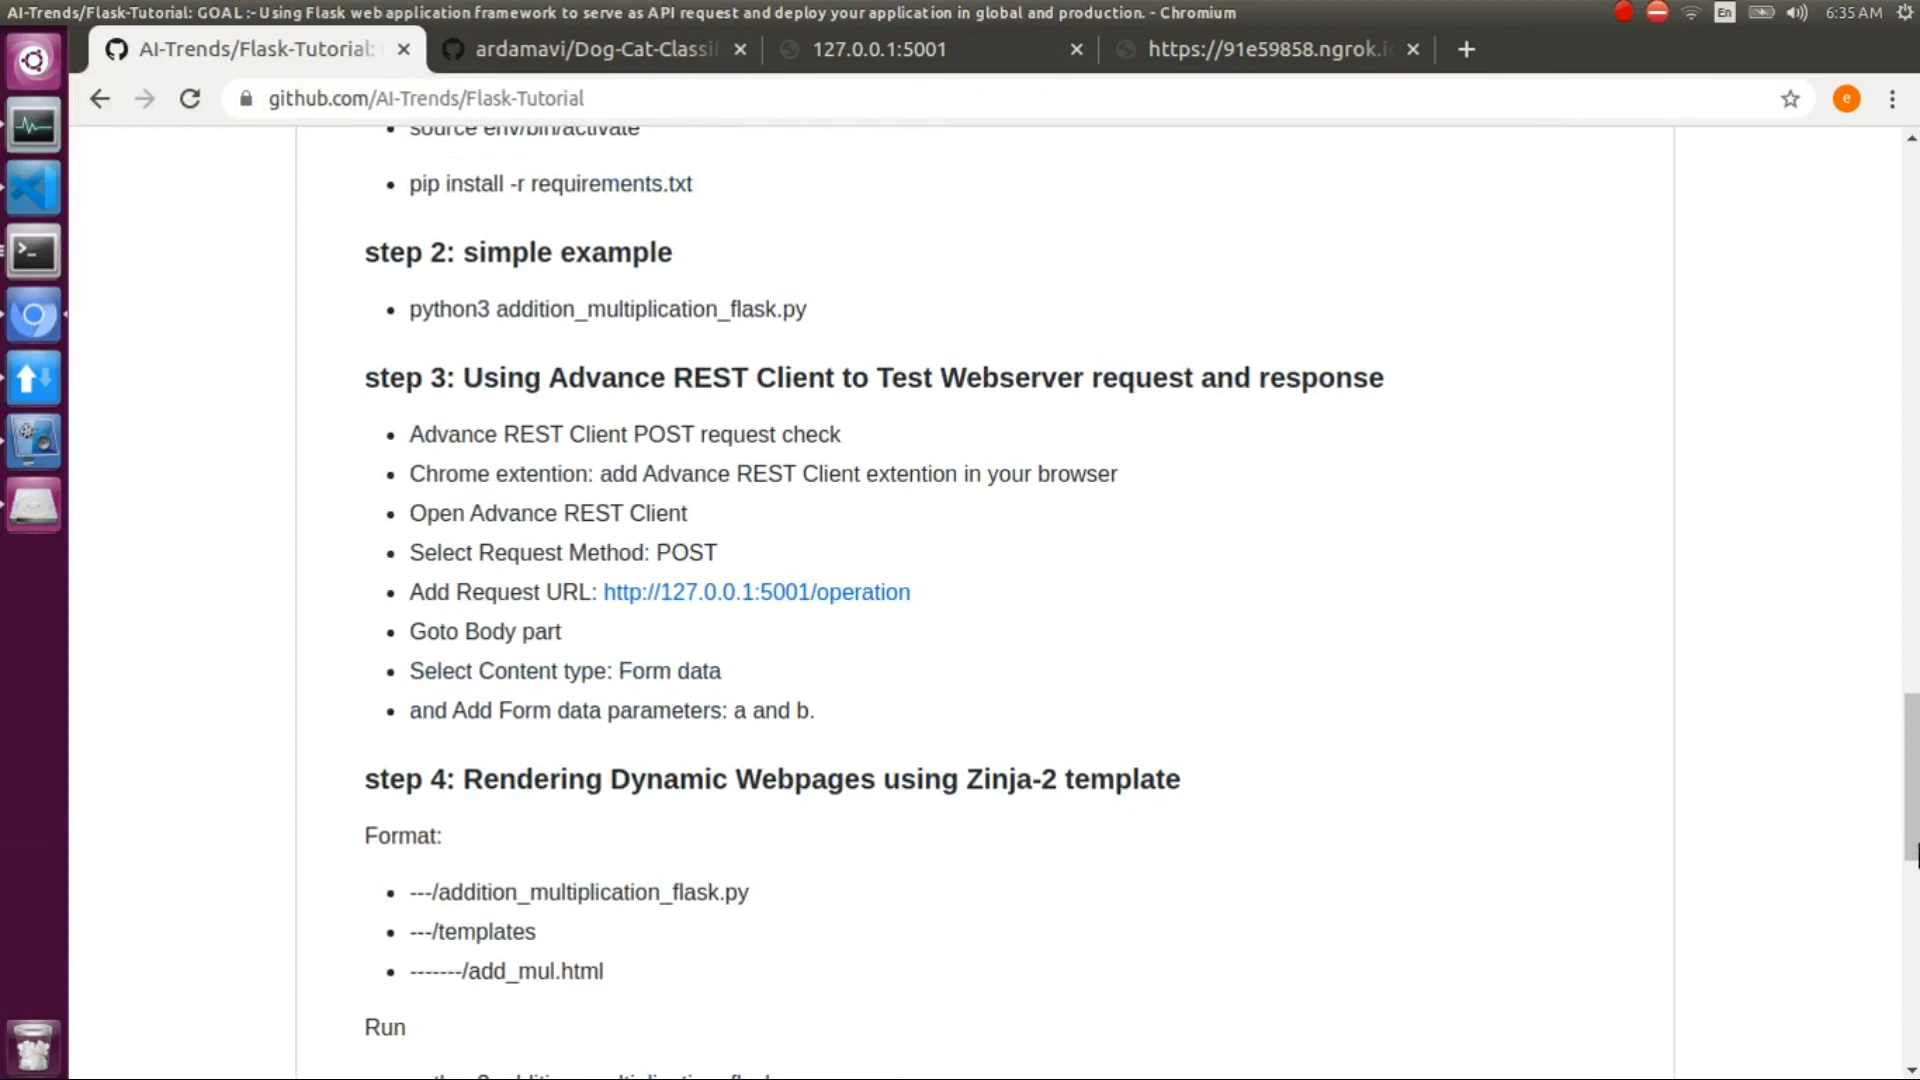 AI-Trends/Flask-Tutorial: GOAL :- Using Flask web application framework to serve as API request and deploy your application in global and production. - Chromium
En
6:35 AM
AI-Trends/Flask-Tutorial:
ardamavi/Dog-Cat-Classif
127.0.0.1:5001
https://91e59858.ngrok.i
github.com/AI-Trends/Flask-Tutorial
e
source env/bin/activate
pip install -r requirements.txt
step 2: simple example
python3 addition_multiplication_flask.py
step 3: Using Advance REST Client to Test Webserver request and response
Advance REST Client POST request check
Chrome extention: add Advance REST Client extention in your browser
Open Advance REST Client
Select Request Method: POST
Add Request URL: http://127.0.0.1:5001/operation
Goto Body part
Select Content type: Form data
and Add Form data parameters: a and b.
step 4: Rendering Dynamic Webpages using Zinja-2 template
Format:
---/addition_multiplication_flask.py
---/templates
-------/add_mul.html
Run